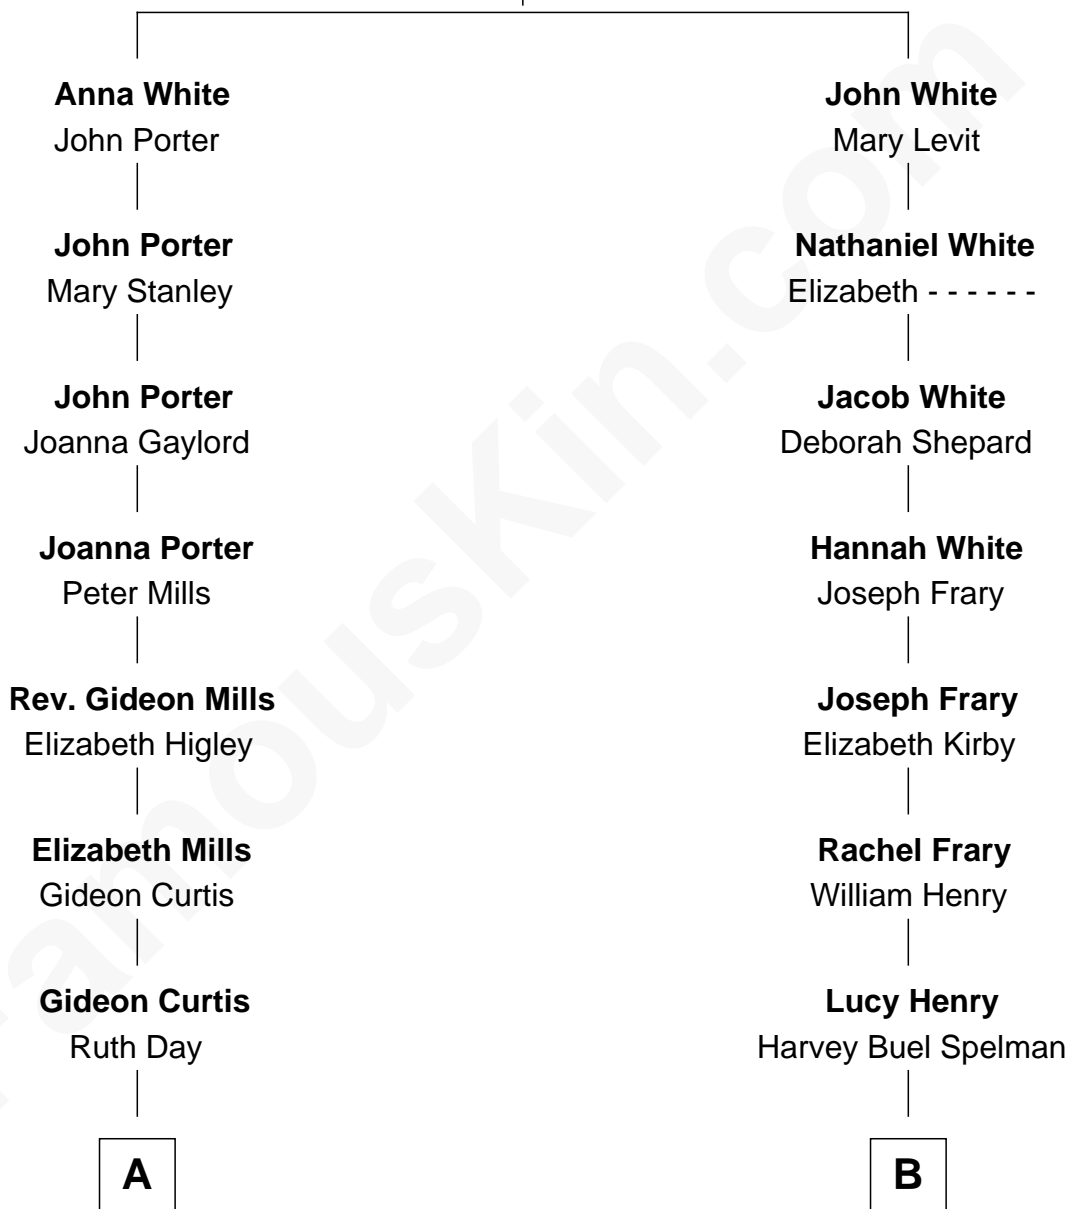 Anna White
John Porter
John Porter
Mary Stanley
John Porter
Joanna Gaylord
Joanna Porter
Peter Mills
Rev. Gideon Mills
Elizabeth Higley
Elizabeth Mills
Gideon Curtis
Gideon Curtis
Ruth Day
A
John White
Mary Levit
Nathaniel White
Elizabeth - - - - - -
Jacob White
Deborah Shepard
Hannah White
Joseph Frary
Joseph Frary
Elizabeth Kirby
Rachel Frary
William Henry
Lucy Henry
Harvey Buel Spelman
B
FamousKin.com